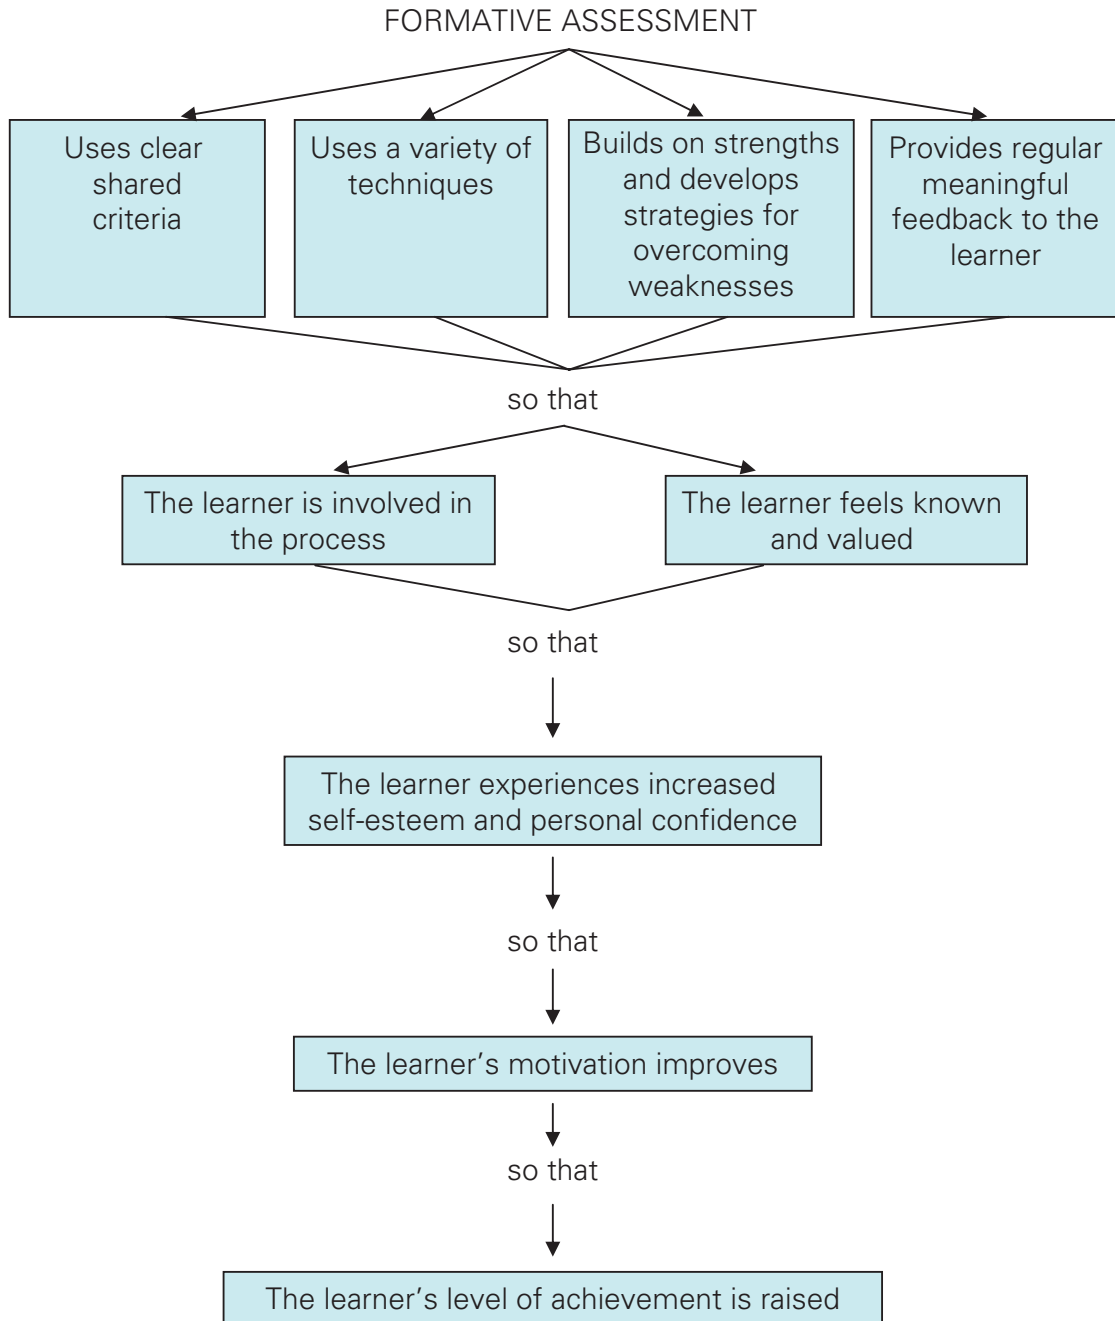 FORMATIVE ASSESSMENT
Uses clear
shared
criteria
Uses a variety of
techniques
Builds on strengths
and develops
strategies for
overcoming
weaknesses
Provides regular
meaningful
feedback to the
learner
so that
The learner is involved in
the process
The learner feels known
and valued
so that
The learner experiences increased
self-esteem and personal confidence
so that
The learner’s motivation improves
so that
The learner’s level of achievement is raised